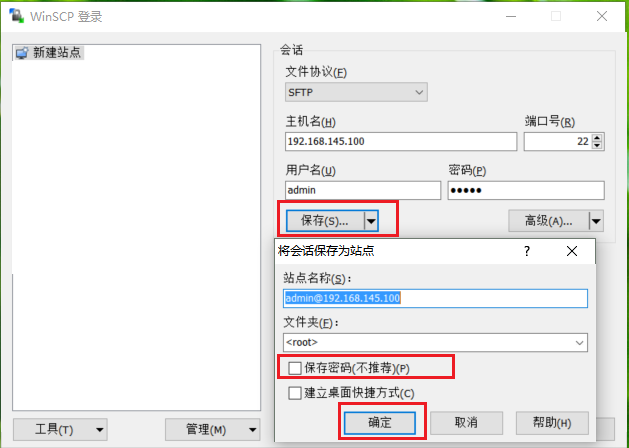 WinSCP 登录
新建站点
会话
文件协议(F)
SFTP
主机名(H) 端口号(R)
192.168.145.100 22
用户名(U) 密码(P)
admin ●●●●●
保存(S)... 高级(A)...
将会话保存为站点 ?
站点名称(S)：
admin@192.168.145.100
文件夹(F)：
<root>
保存密码(不推荐)(P)
建立桌面快捷方式(C)
确定 取消 帮助(H)
工具(T) 管理(M)